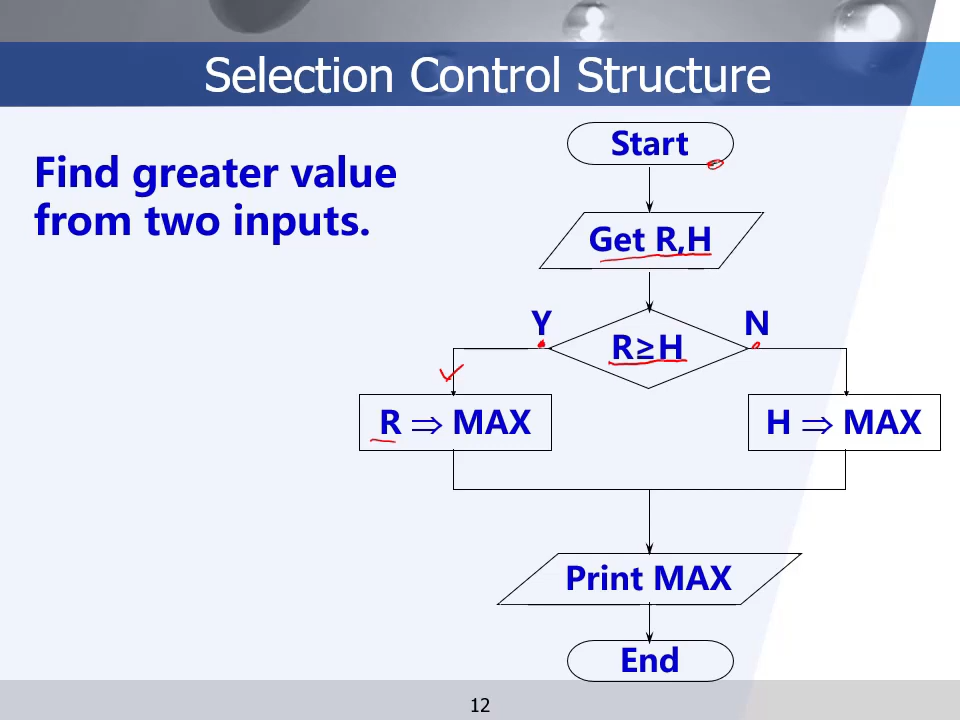 Selection Control Structure
Find greater value
from two inputs.
Start
Get R,H
Y
N
R≥H
R ⇒ MAX
H ⇒ MAX
Print MAX
End
12